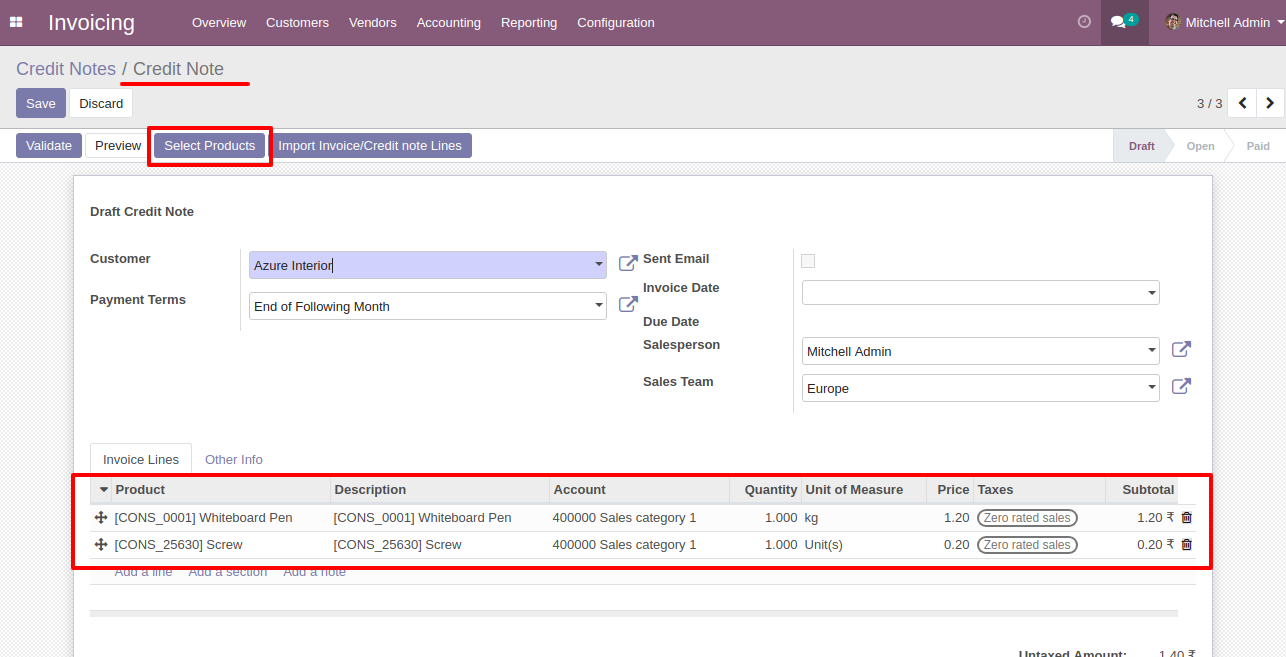 Invoicing Overview Customers Vendors Accounting Reporting Configuration 4 Mitchell Admin
Credit Notes / Credit Note
Save Discard 3 / 3
Validate Preview Select Products Import Invoice/Credit note Lines Draft Open Paid
Draft Credit Note
Customer Azure Interior Sent Email
Invoice Date
Payment Terms End of Following Month
Due Date
Salesperson Mitchell Admin
Sales Team Europe
Invoice Lines Other Info
Product Description Account Quantity Unit of Measure Price Taxes Subtotal
[CONS_0001] Whiteboard Pen [CONS_0001] Whiteboard Pen 400000 Sales category 1 1.000 kg 1.20 Zero rated sales 1.20 ₹
[CONS_25630] Screw [CONS_25630] Screw 400000 Sales category 1 1.000 Unit(s) 0.20 Zero rated sales 0.20 ₹
Add a line Add a section Add a note
Untaxed Amount: 1.40 ₹